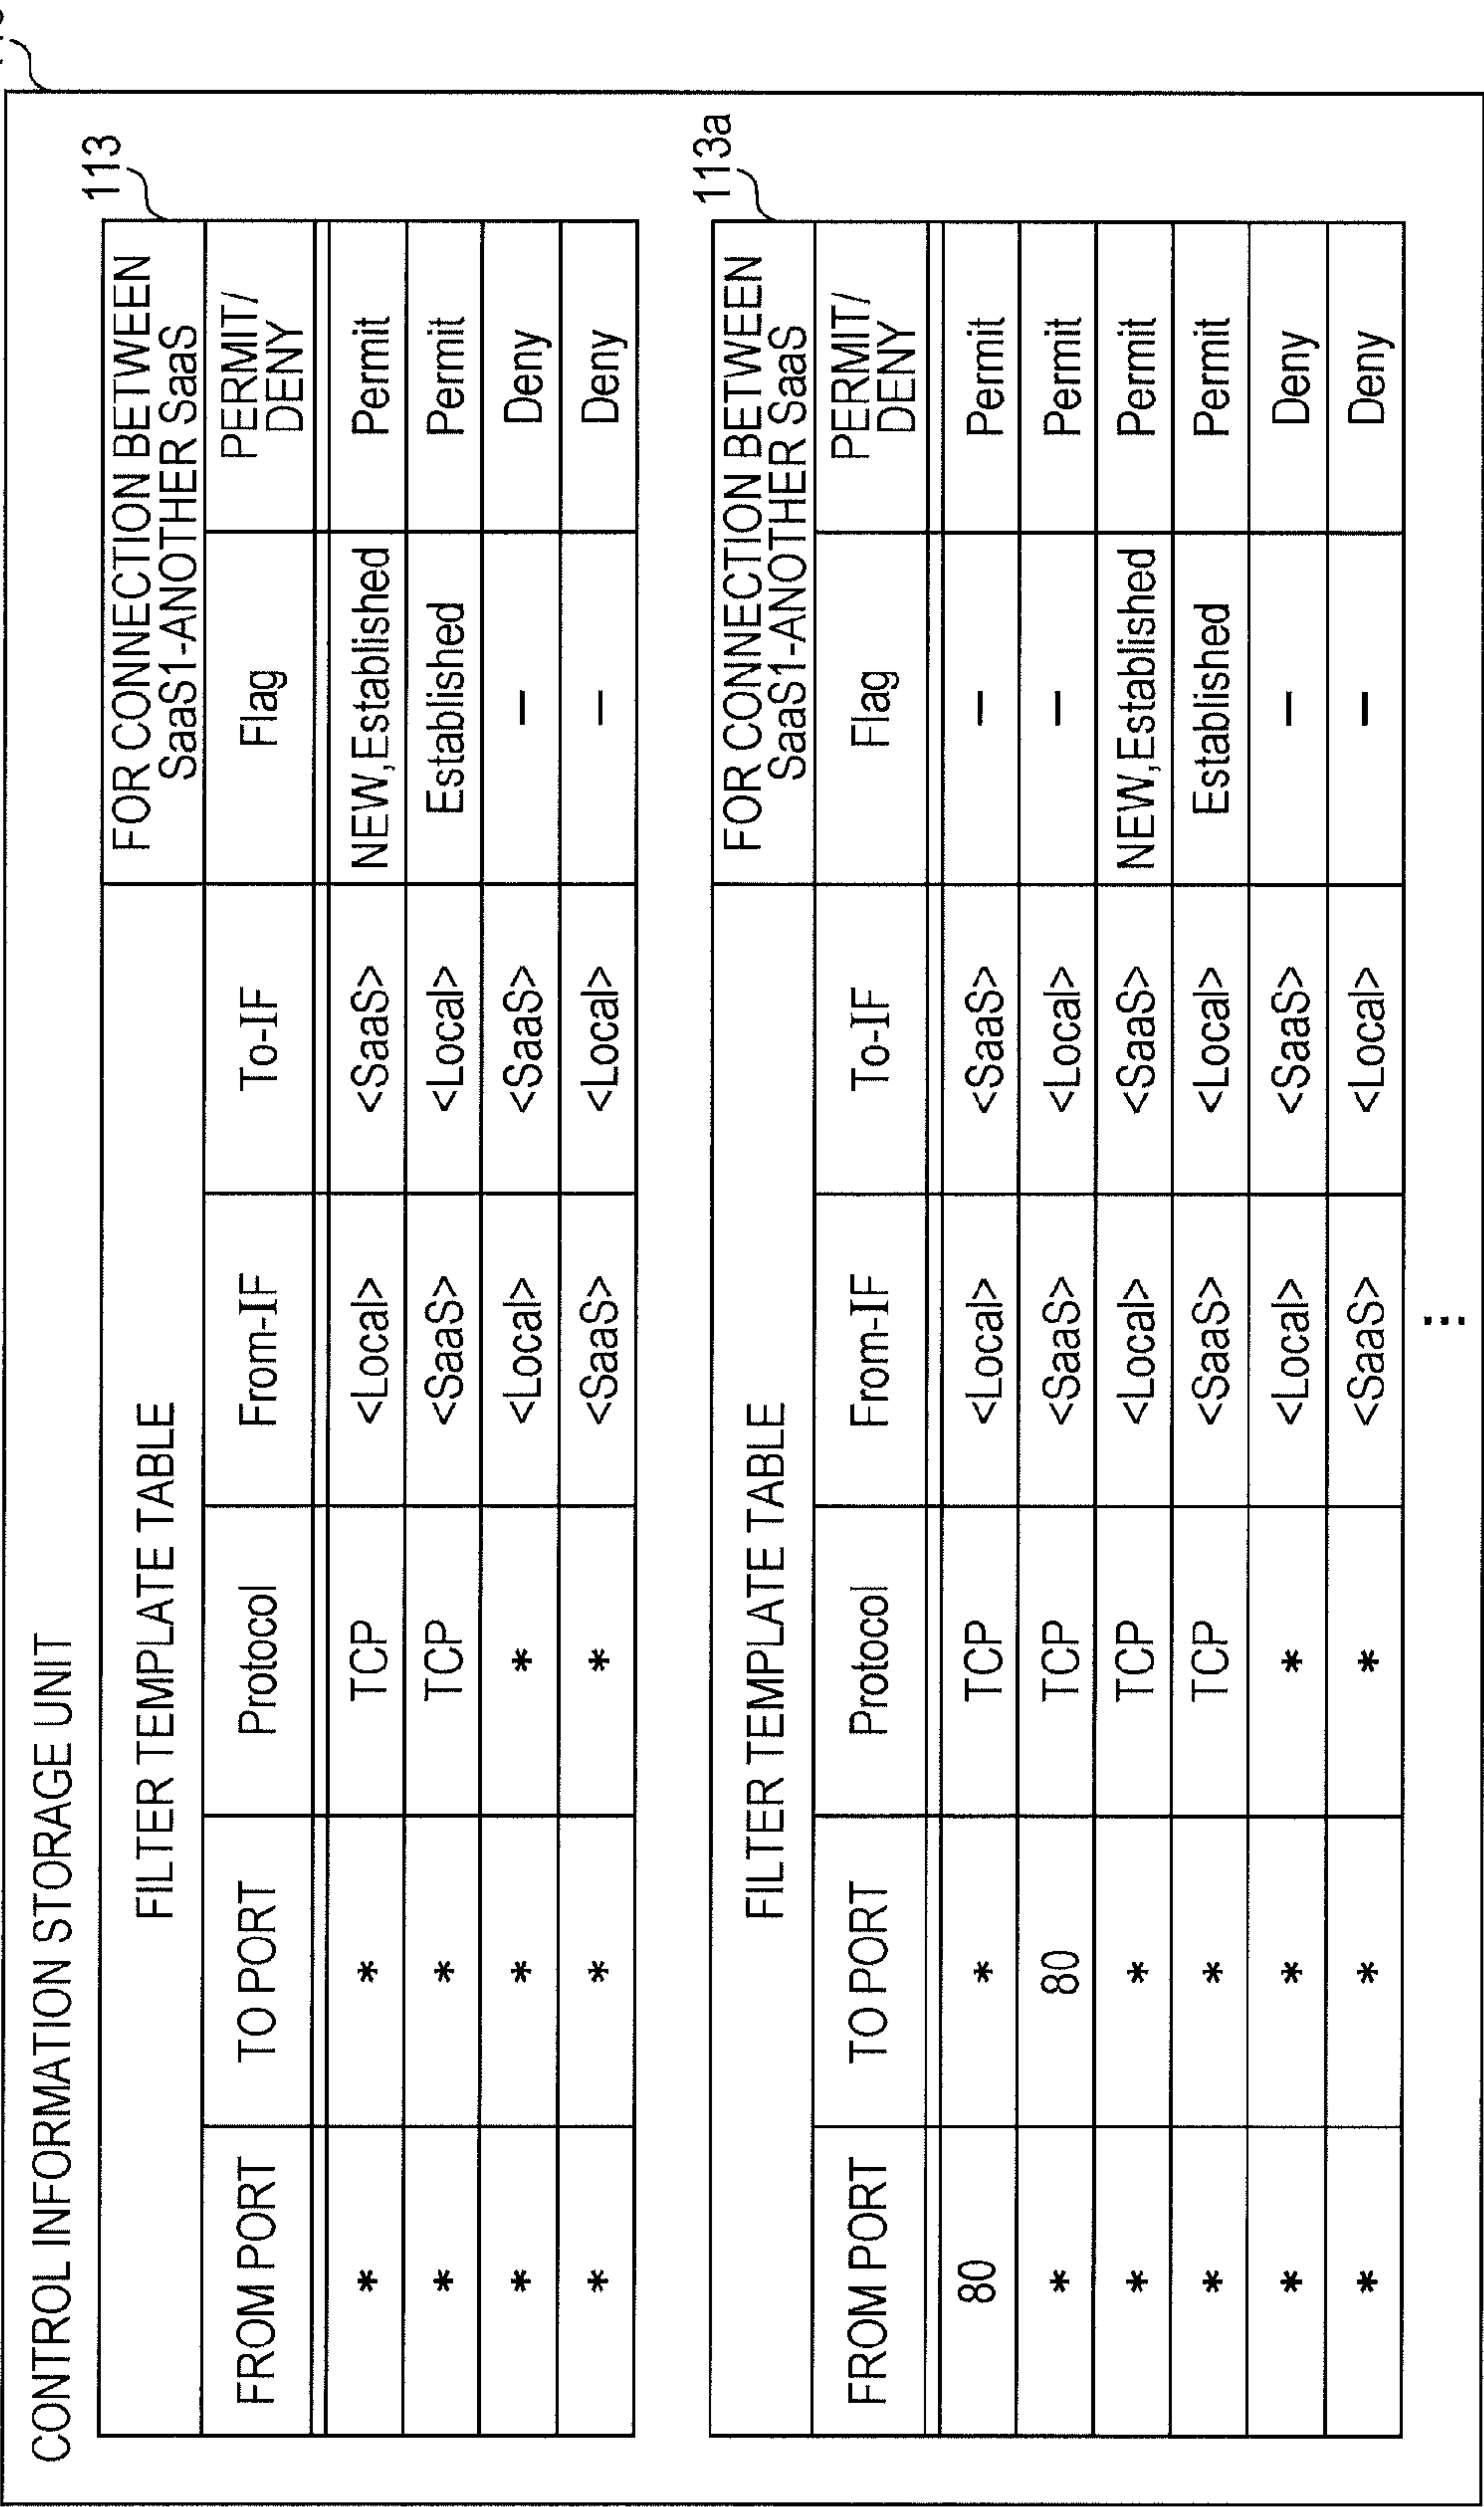 CONTROL INFORMATION STORAGE UNIT
113
FILTER TEMPLATE TABLE
FOR CONNECTION BETWEEN
SaaS1-ANOTHER SaaS
FROM PORT TO PORT Protocol From-IF To-IF Flag PERMIT/
DENY
* * TCP <Local> <SaaS> NEW,Established Permit
* * TCP <SaaS> <Local> Established Permit
* * * <Local> <SaaS> – Deny
* * * <SaaS> <Local> – Deny
113a
FILTER TEMPLATE TABLE
FOR CONNECTION BETWEEN
SaaS1-ANOTHER SaaS
FROM PORT TO PORT Protocol From-IF To-IF Flag PERMIT/
DENY
80 * TCP <Local> <SaaS> – Permit
* 80 TCP <SaaS> <Local> – Permit
* * TCP <Local> <SaaS> NEW,Established Permit
* * TCP <SaaS> <Local> Established Permit
* * * <Local> <SaaS> – Deny
* * * <SaaS> <Local> – Deny
⋯